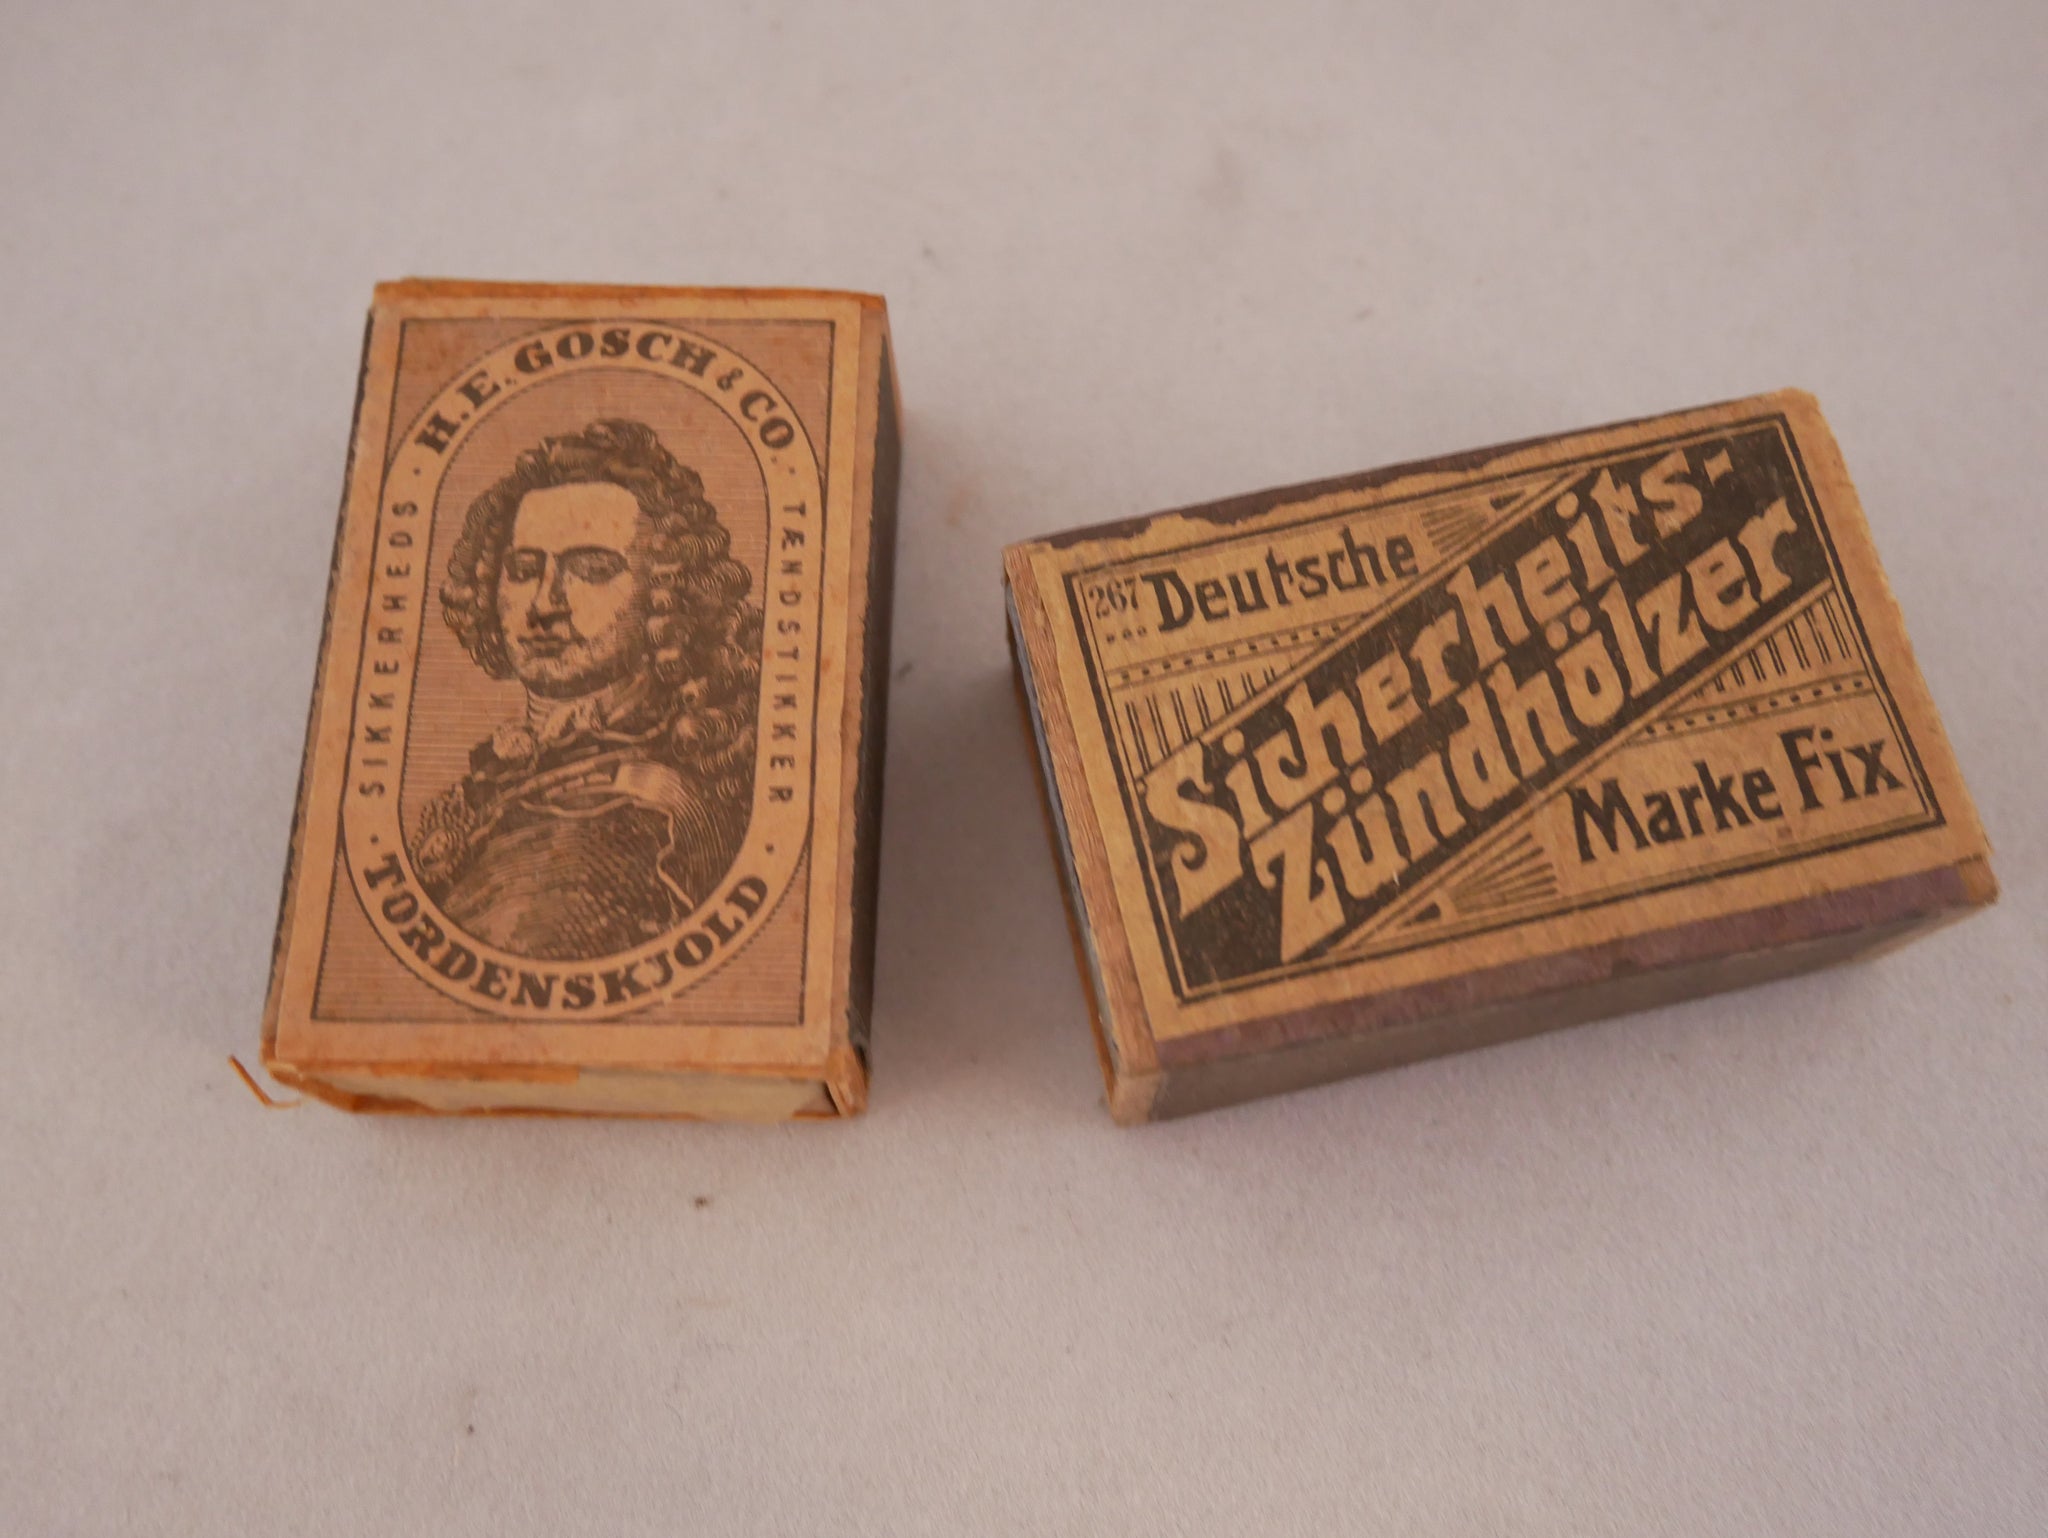 H.E. GOSCH & CO.
SIKKERHEDS
TÆNDSTIKKER
TORDENSKJOLD
267 Deutsche
Sicherheits-
Zündhölzer
Marke Fix